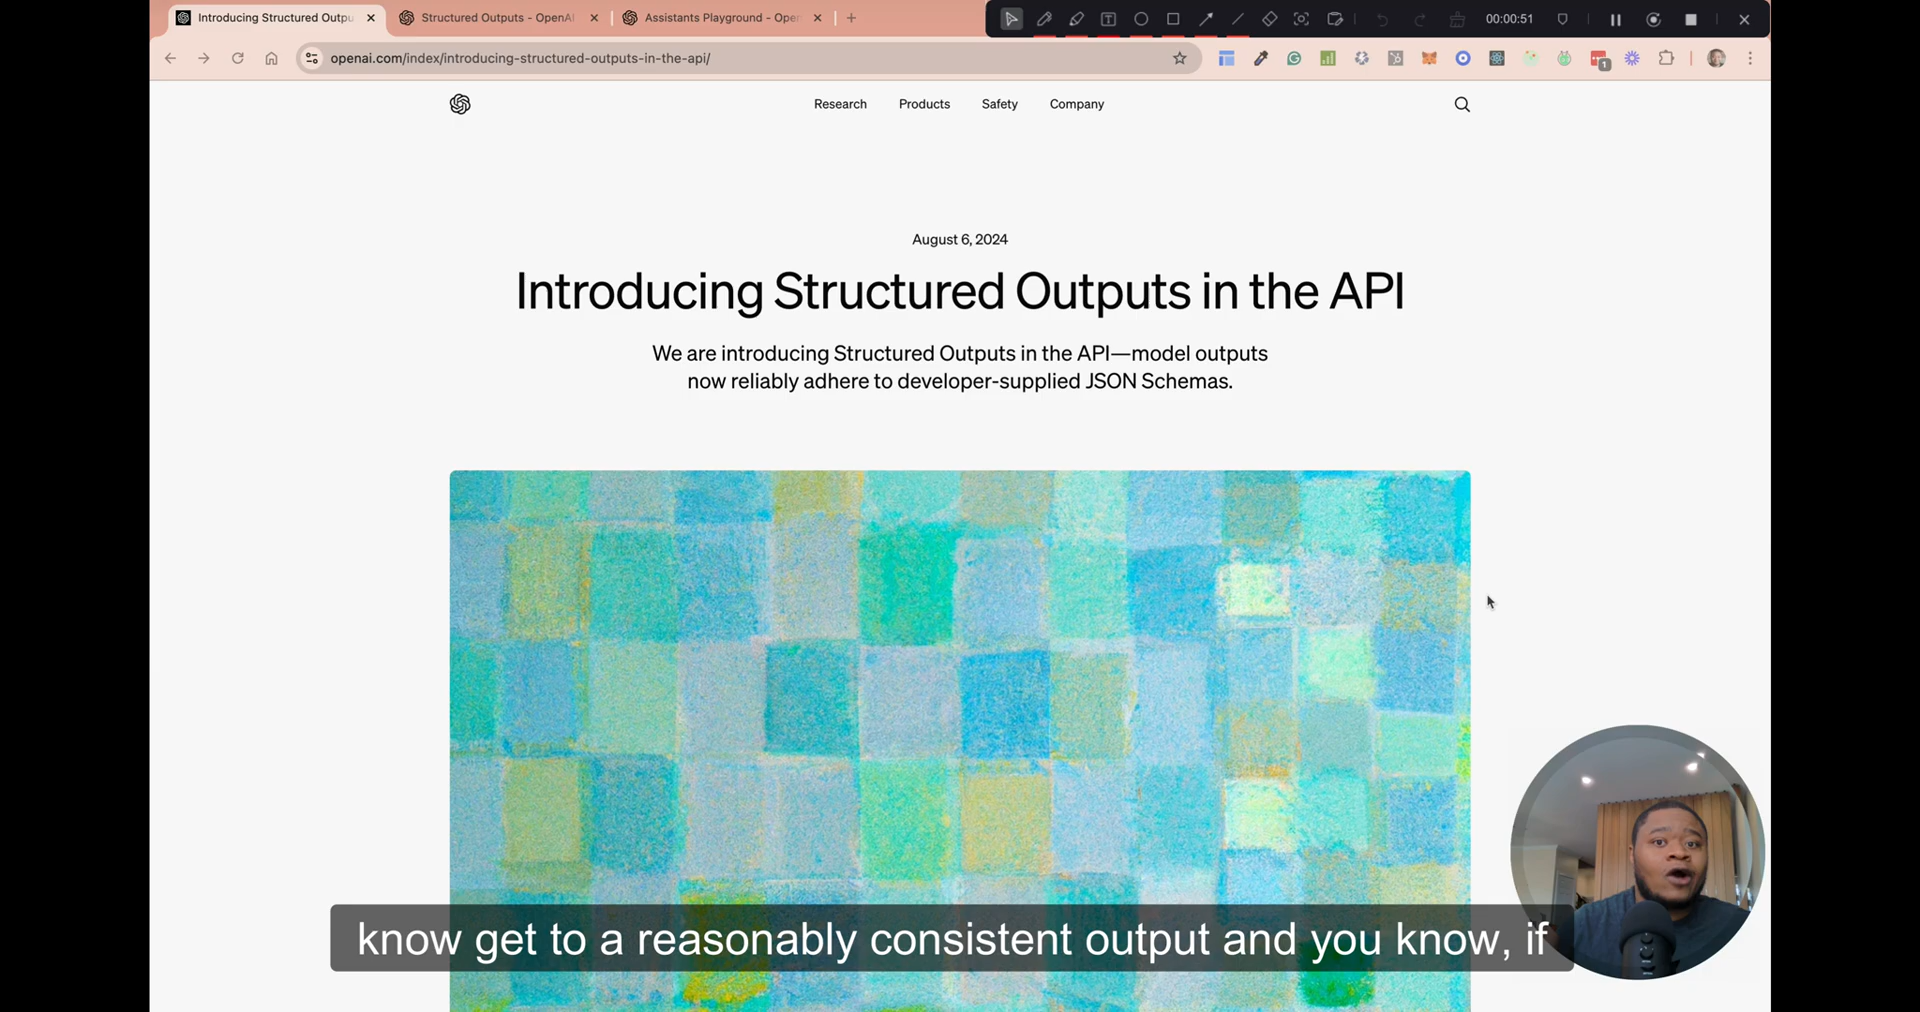 Introducing Structured Outpu
Structured Outputs - OpenAI
Assistants Playground - Open
00:00:51
openai.com/index/introducing-structured-outputs-in-the-api/
1
Research Products Safety Company
August 6, 2024
Introducing Structured Outputs in the API
We are introducing Structured Outputs in the API—model outputs
now reliably adhere to developer-supplied JSON Schemas.
know get to a reasonably consistent output and you know, if